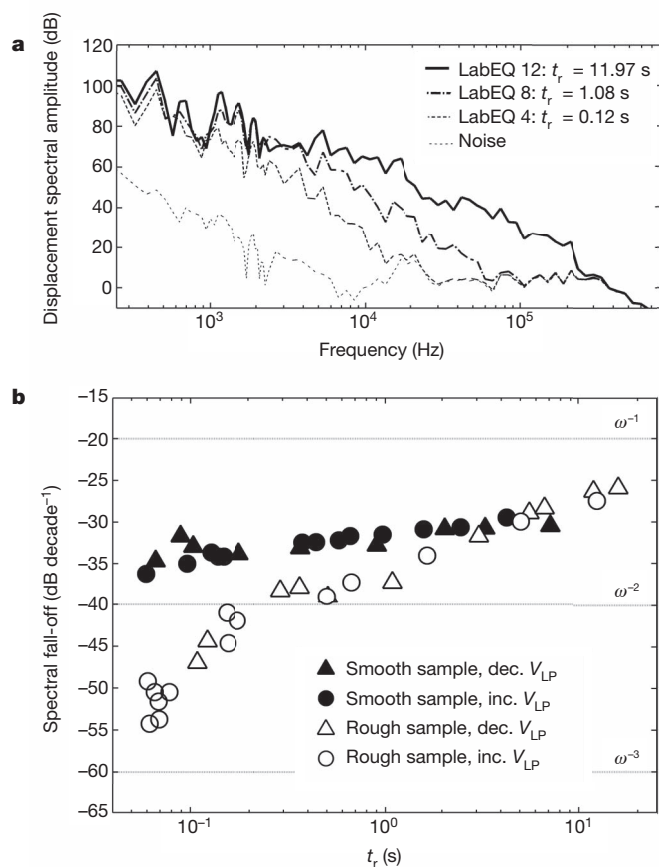 a
120
100
80
60
40
20
0
Displacement spectral amplitude (dB)
LabEQ 12: tr = 11.97 s
LabEQ 8: tr = 1.08 s
LabEQ 4: tr = 0.12 s
Noise
10³ 10⁴ 10⁵
Frequency (Hz)
b
−15
−20
−25
−30
−35
−40
−45
−50
−55
−60
−65
Spectral fall-off (dB decade⁻¹)
ω⁻¹
ω⁻²
ω⁻³
Smooth sample, dec. VLP
Smooth sample, inc. VLP
Rough sample, dec. VLP
Rough sample, inc. VLP
10⁻¹ 10⁰ 10¹
tr (s)